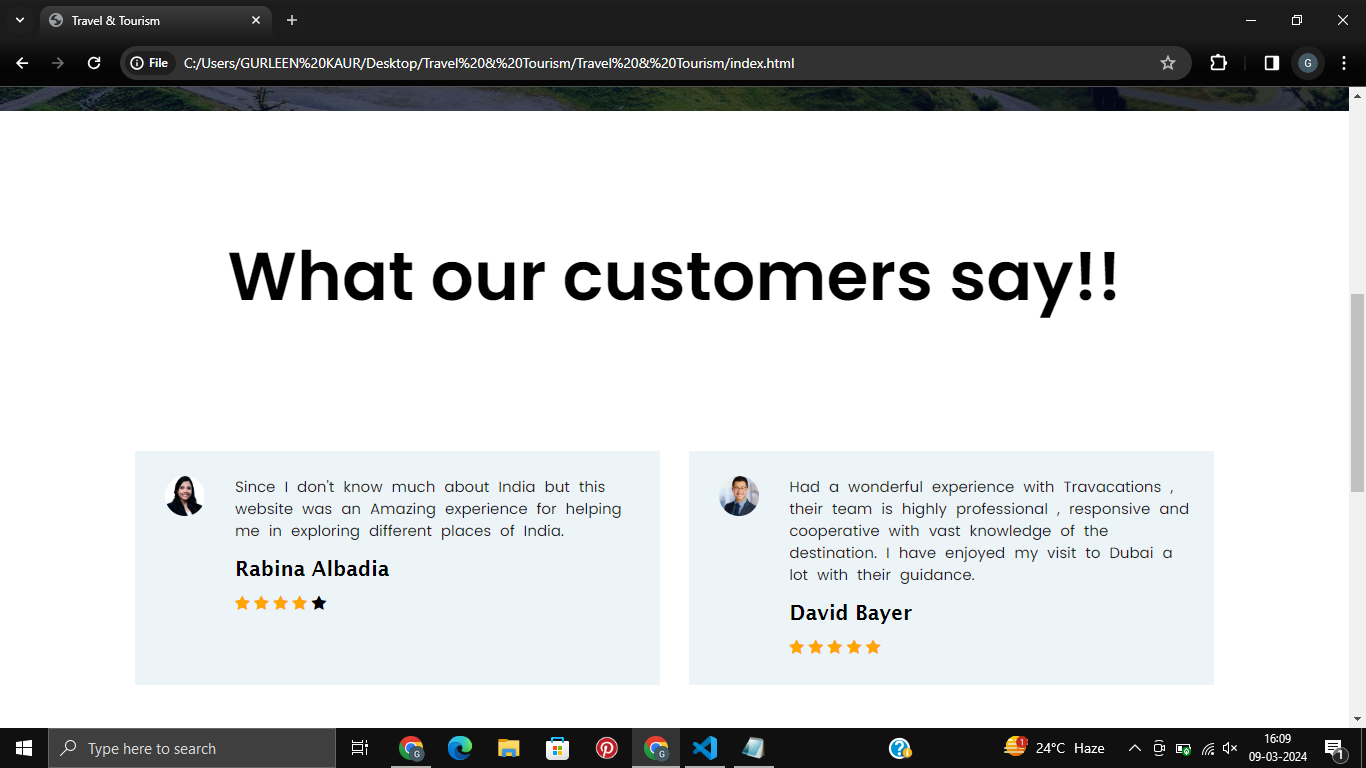 Travel & Tourism
File C:/Users/GURLEEN%20KAUR/Desktop/Travel%20&%20Tourism/Travel%20&%20Tourism/index.html
G
What our customers say!!
Since I don't know much about India but this
website was an Amazing experience for helping
me in exploring different places of India.
Rabina Albadia
Had a wonderful experience with Travacations ,
their team is highly professional , responsive and
cooperative with vast knowledge of the
destination. I have enjoyed my visit to Dubai a
lot with their guidance.
David Bayer
Type here to search
G
G
1
24°C Haze
16:09
09-03-2024
1